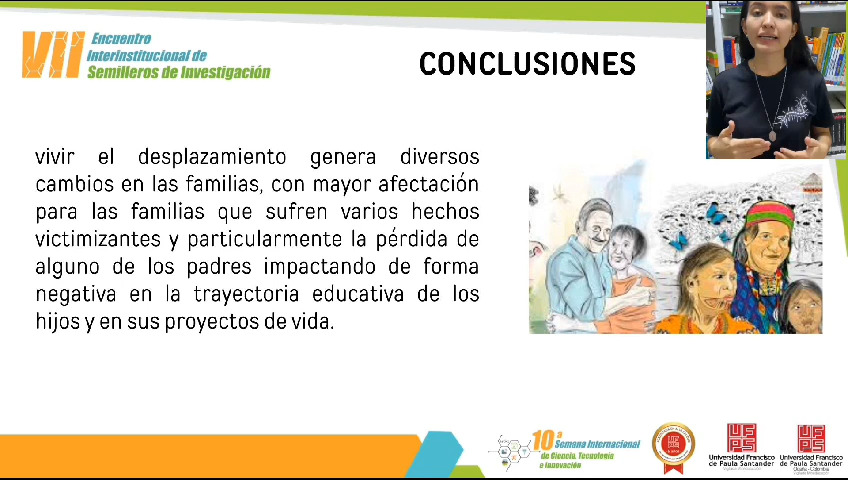 VII
Encuentro
Interinstitucional de
Semilleros de Investigación
CONCLUSIONES
vivir el desplazamiento genera diversos
cambios en las familias, con mayor afectación
para las familias que sufren varios hechos
victimizantes y particularmente la pérdida de
alguno de los padres impactando de forma
negativa en la trayectoria educativa de los
hijos y en sus proyectos de vida.
10ª
Semana Internacional
de Ciencia, Tecnología
e Innovación
UFPS
Universidad Francisco
de Paula Santander
UFPS
Universidad Francisco
de Paula Santander
Ocaña - Colombia